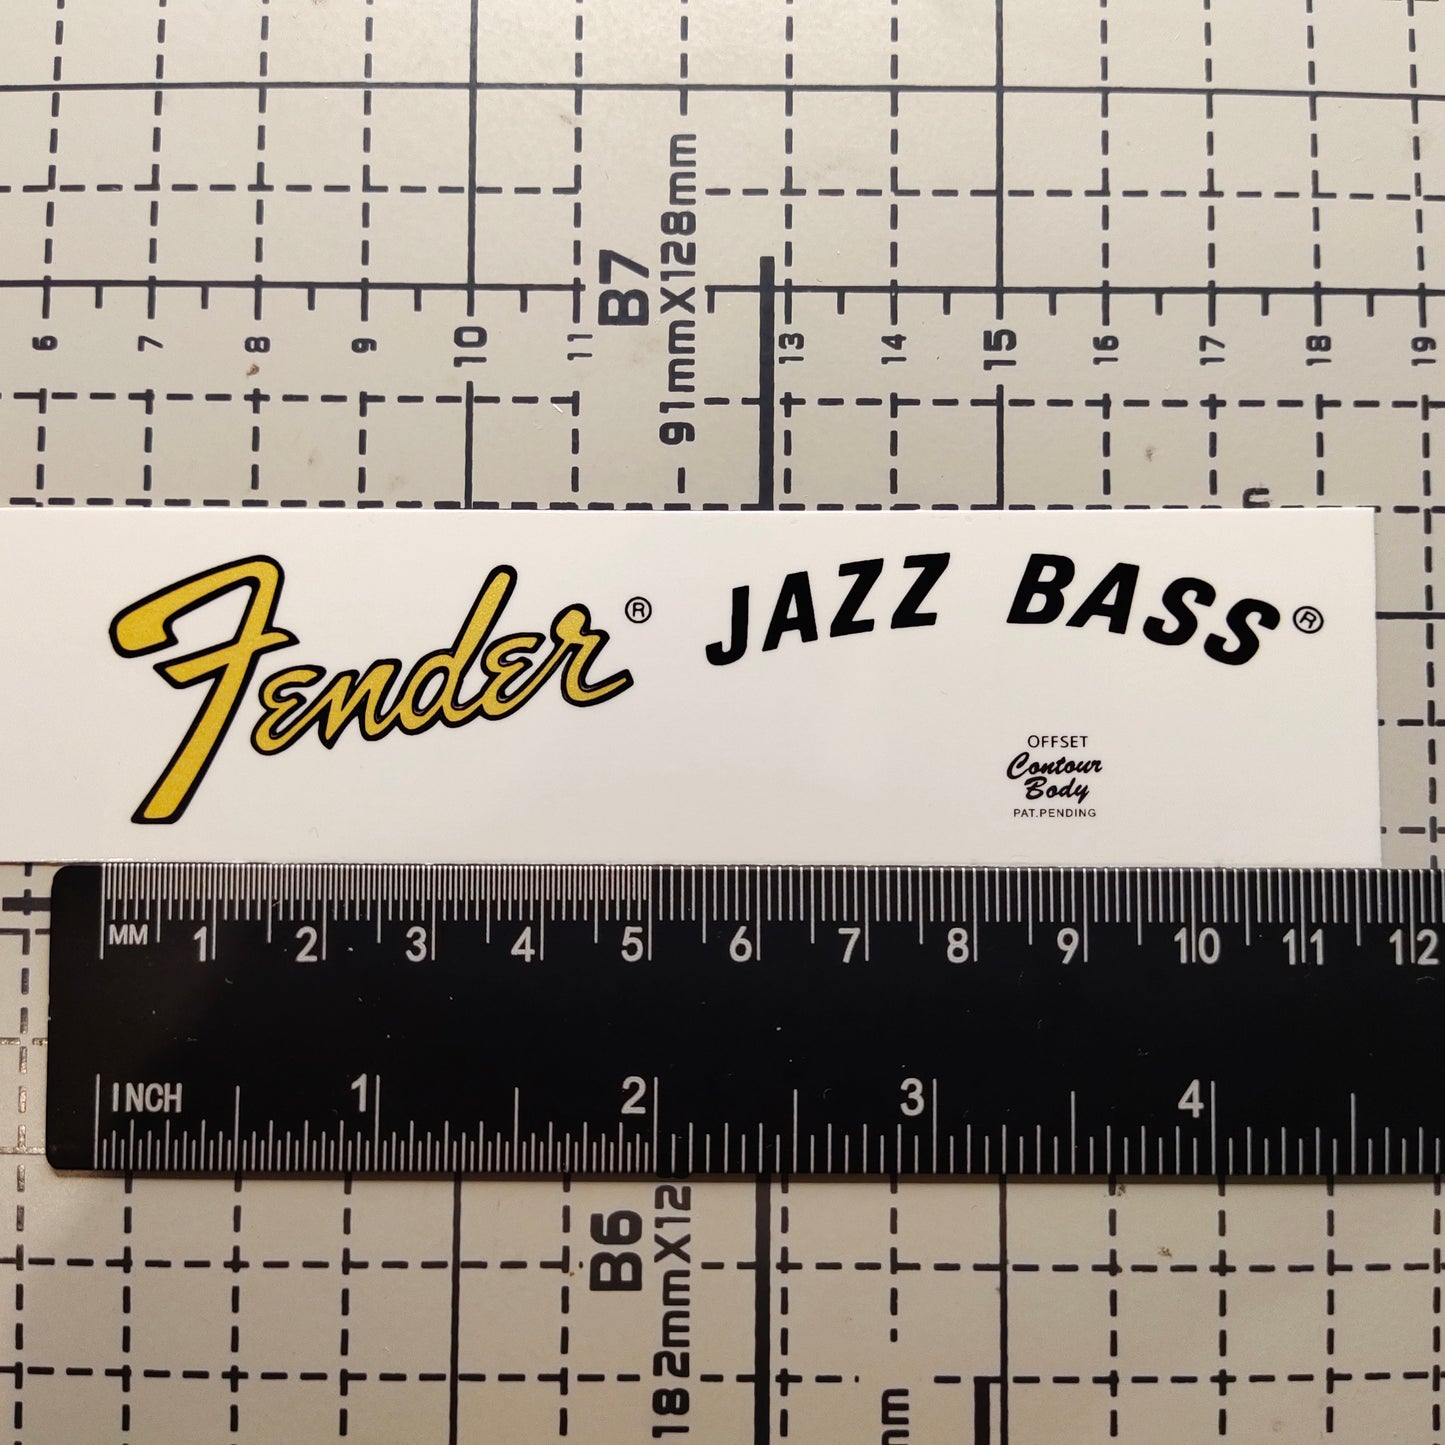 B7
91mmX128mm
6 7 8 9 10 11 13 14 15 16 17 18 19
Fender® JAZZ BASS®
OFFSET
Contour
Body
PAT.PENDING
MM 1 2 3 4 5 6 7 8 9 10 11 12
INCH 1 2 3 4
B6
182mmX12
mm